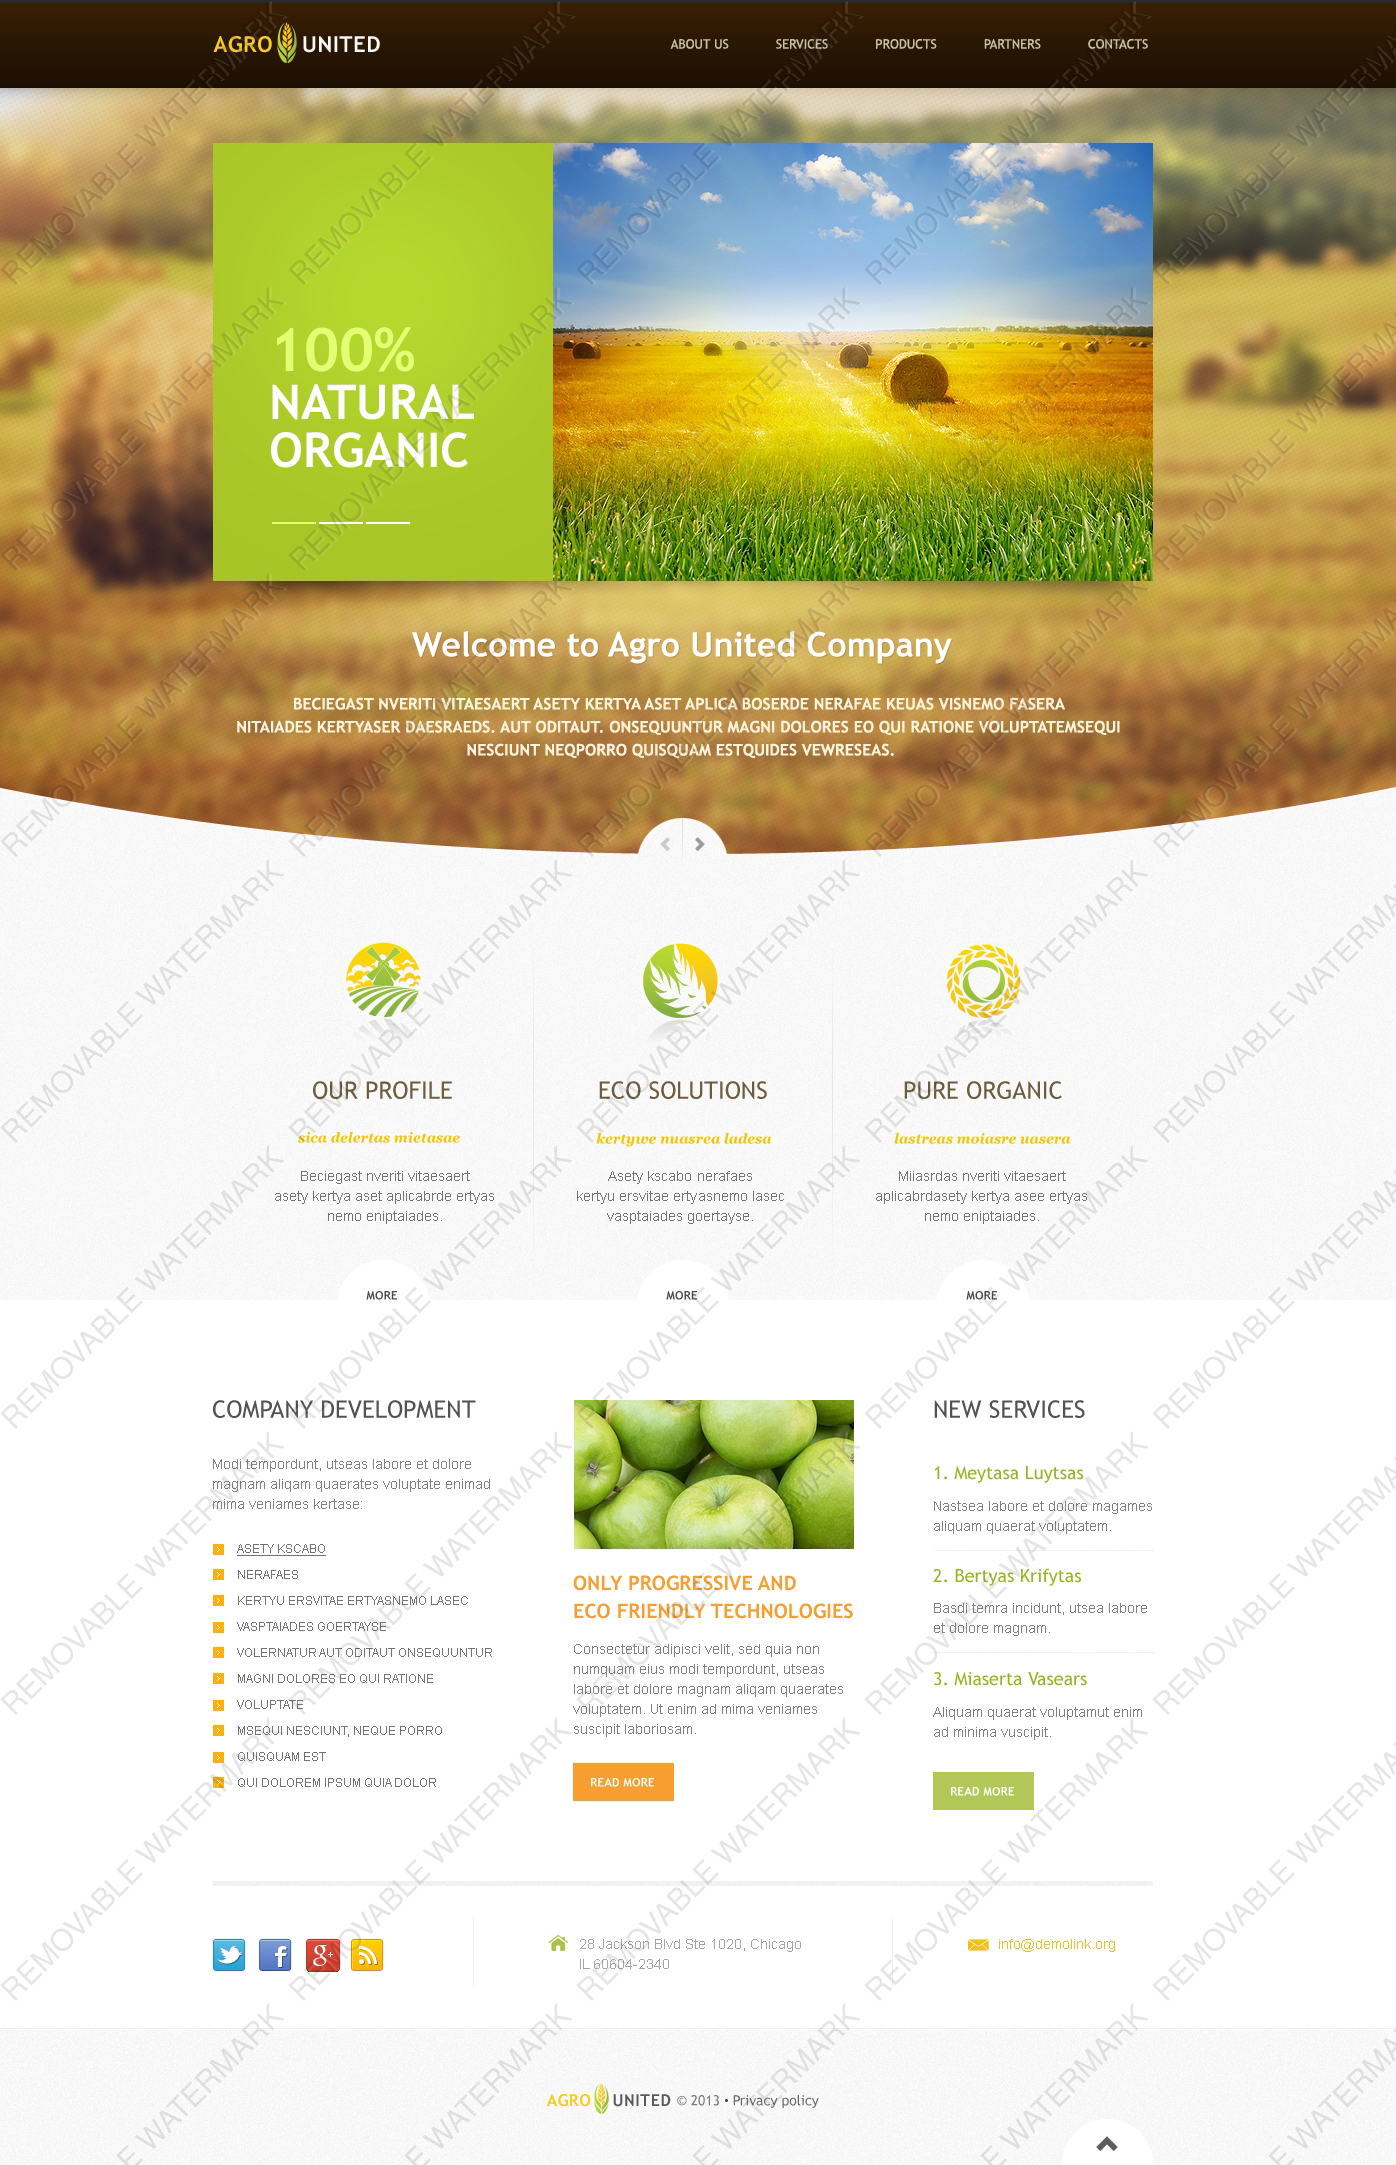 AGRO UNITED
ABOUT US
SERVICES
PRODUCTS
PARTNERS
CONTACTS
100%
NATURAL
ORGANIC
Welcome to Agro United Company
BECIEGAST NVERITI VITAESAERT ASETY KERTYA ASET APLICA BOSERDE NERAFAE KEUAS VISNEMO FASERA
NITAIADES KERTYASER DAESRAEDS. AUT ODITAUT. ONSEQUUNTUR MAGNI DOLORES EO QUI RATIONE VOLUPTATEMSEQUI
NESCIUNT NEQPORRO QUISQUAM ESTQUIDES VEWRESEAS.
OUR PROFILE
sica delertas mietasae
Beciegast nveriti vitaesaert
asety kertya aset aplicabrde ertyas
nemo eniptaiades.
MORE
ECO SOLUTIONS
kertywe nuasrea ladesa
Asety kscabo nerafaes
kertyu ersvitae ertyasnemo lasec
vasptaiades goertayse.
MORE
PURE ORGANIC
lastreas moiasre uasera
Miiasrdas nveriti vitaesaert
aplicabrdasety kertya asee ertyas
nemo eniptaiades.
MORE
COMPANY DEVELOPMENT
Modi tempordunt, utseas labore et dolore
magnam aliqam quaerates voluptate enimad
mima veniames kertase:
ASETY KSCABO
NERAFAES
KERTYU ERSVITAE ERTYASNEMO LASEC
VASPTAIADES GOERTAYSE
VOLERNATUR AUT ODITAUT ONSEQUUNTUR
MAGNI DOLORES EO QUI RATIONE
VOLUPTATE
MSEQUI NESCIUNT, NEQUE PORRO
QUISQUAM EST
QUI DOLOREM IPSUM QUIA DOLOR
ONLY PROGRESSIVE AND
ECO FRIENDLY TECHNOLOGIES
Consectetur adipisci velit, sed quia non
numquam eius modi tempordunt, utseas
labore et dolore magnam aliqam quaerates
voluptatem. Ut enim ad mima veniames
suscipit laboriosam.
READ MORE
NEW SERVICES
1. Meytasa Luytsas
Nastsea labore et dolore magames
aliquam quaerat voluptatem.
2. Bertyas Krifytas
Basdi temra incidunt, utsea labore
et dolore magnam.
3. Miaserta Vasears
Aliquam quaerat voluptamut enim
ad minima vuscipit.
READ MORE
28 Jackson Blvd Ste 1020, Chicago
IL 60604-2340
info@demolink.org
AGRO UNITED © 2013 • Privacy policy
REMOVABLE WATERMARK